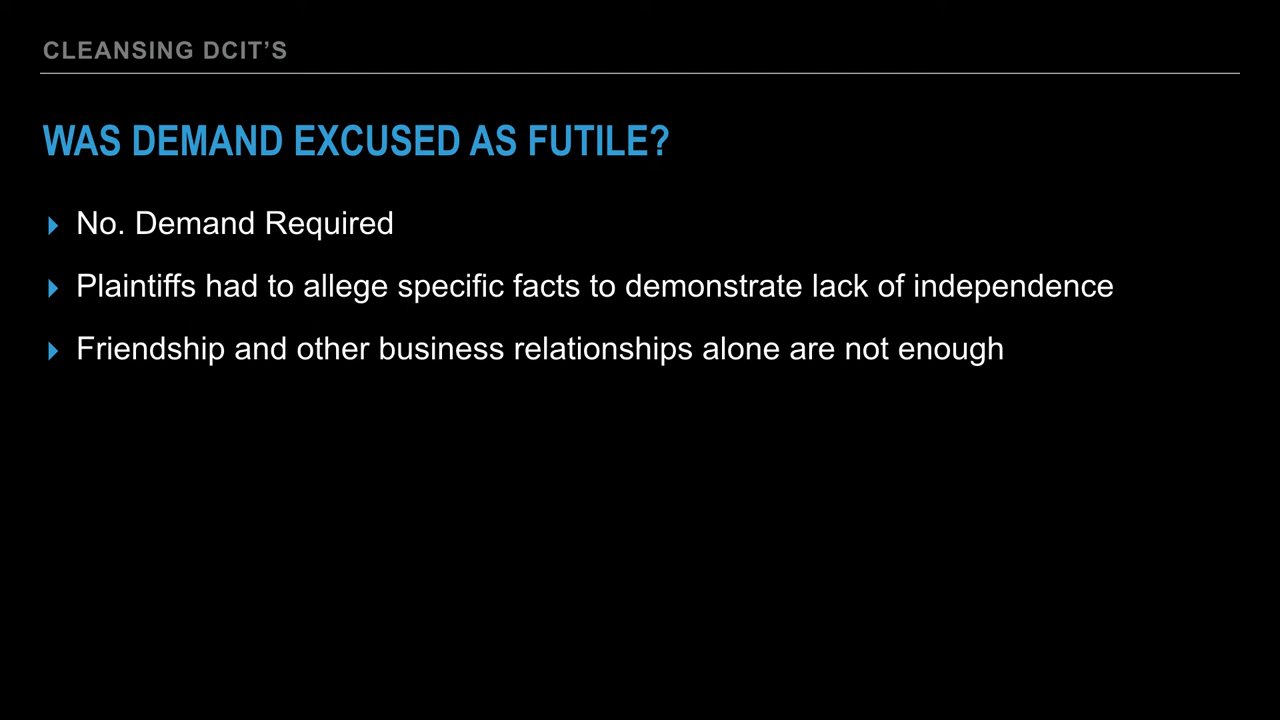 CLEANSING DCIT’S
WAS DEMAND EXCUSED AS FUTILE?
No. Demand Required
Plaintiffs had to allege specific facts to demonstrate lack of independence
Friendship and other business relationships alone are not enough